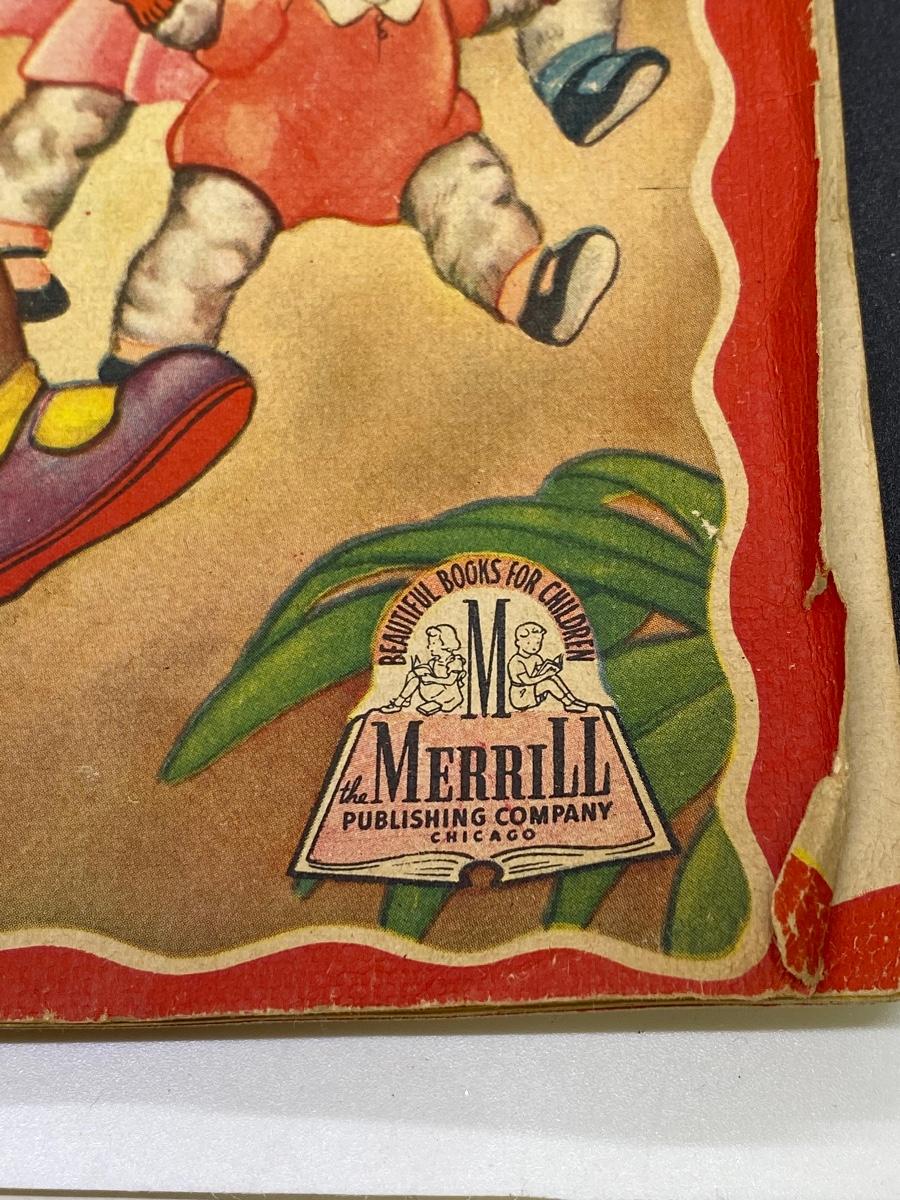 BEAUTIFUL BOOKS FOR CHILDREN
M
the MERRILL
PUBLISHING COMPANY
CHICAGO